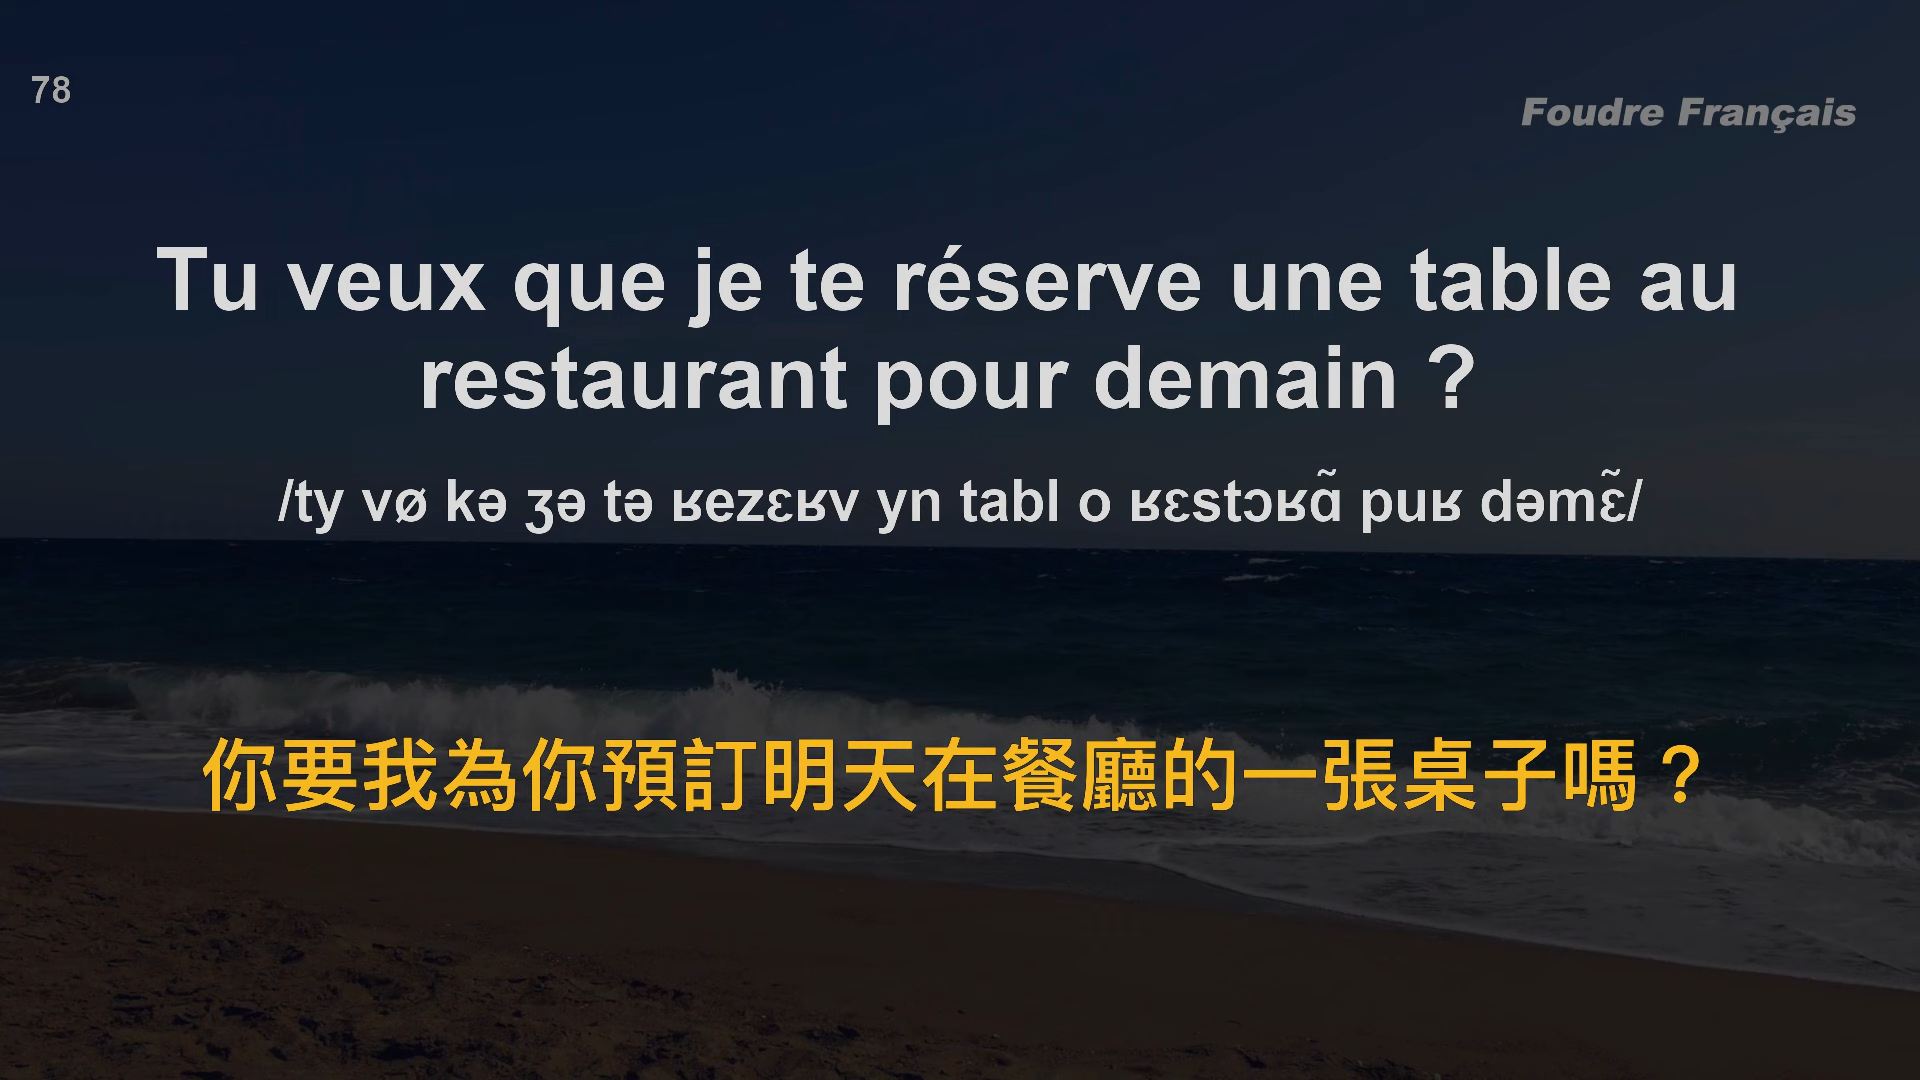 78
Foudre Français
Tu veux que je te réserve une table au
restaurant pour demain ?
/ty vø kə ʒə tə ʁezɛʁv yn tabl o ʁɛstɔʁɑ̃ puʁ dəmɛ̃/
你要我為你預訂明天在餐廳的一張桌子嗎？